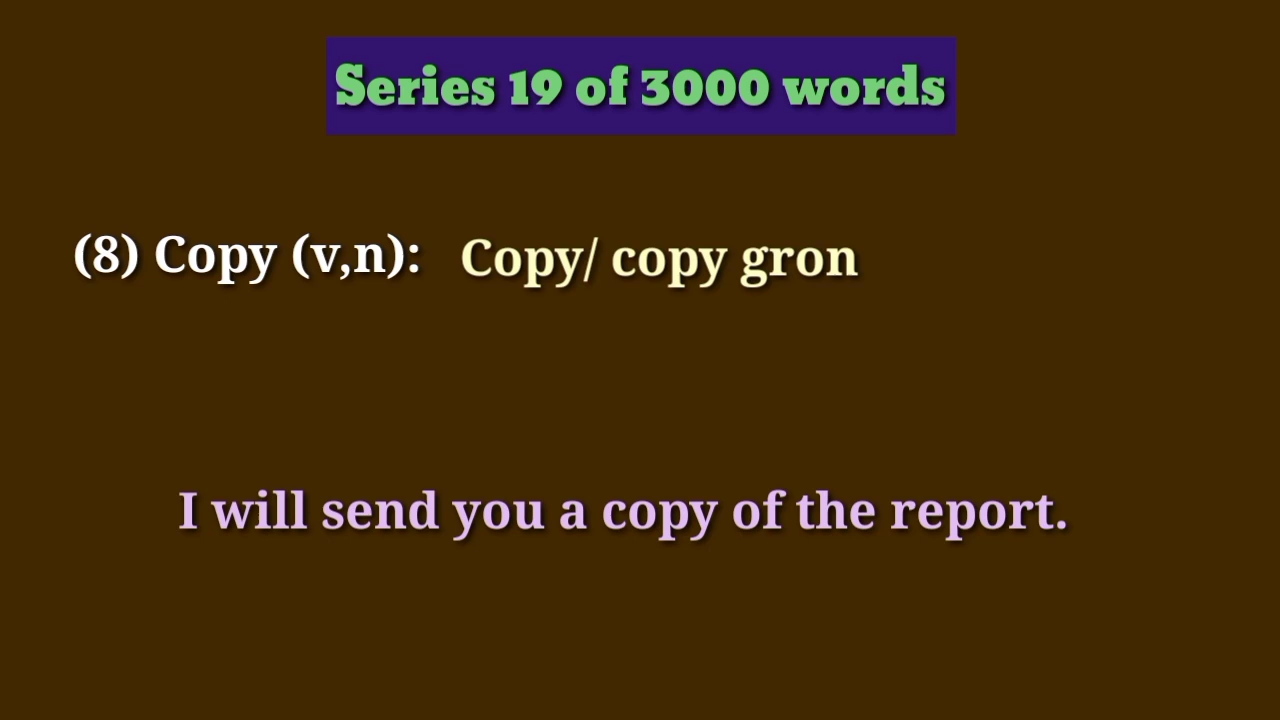 Series 19 of 3000 words
(8) Copy (v,n): Copy/ copy gron
I will send you a copy of the report.